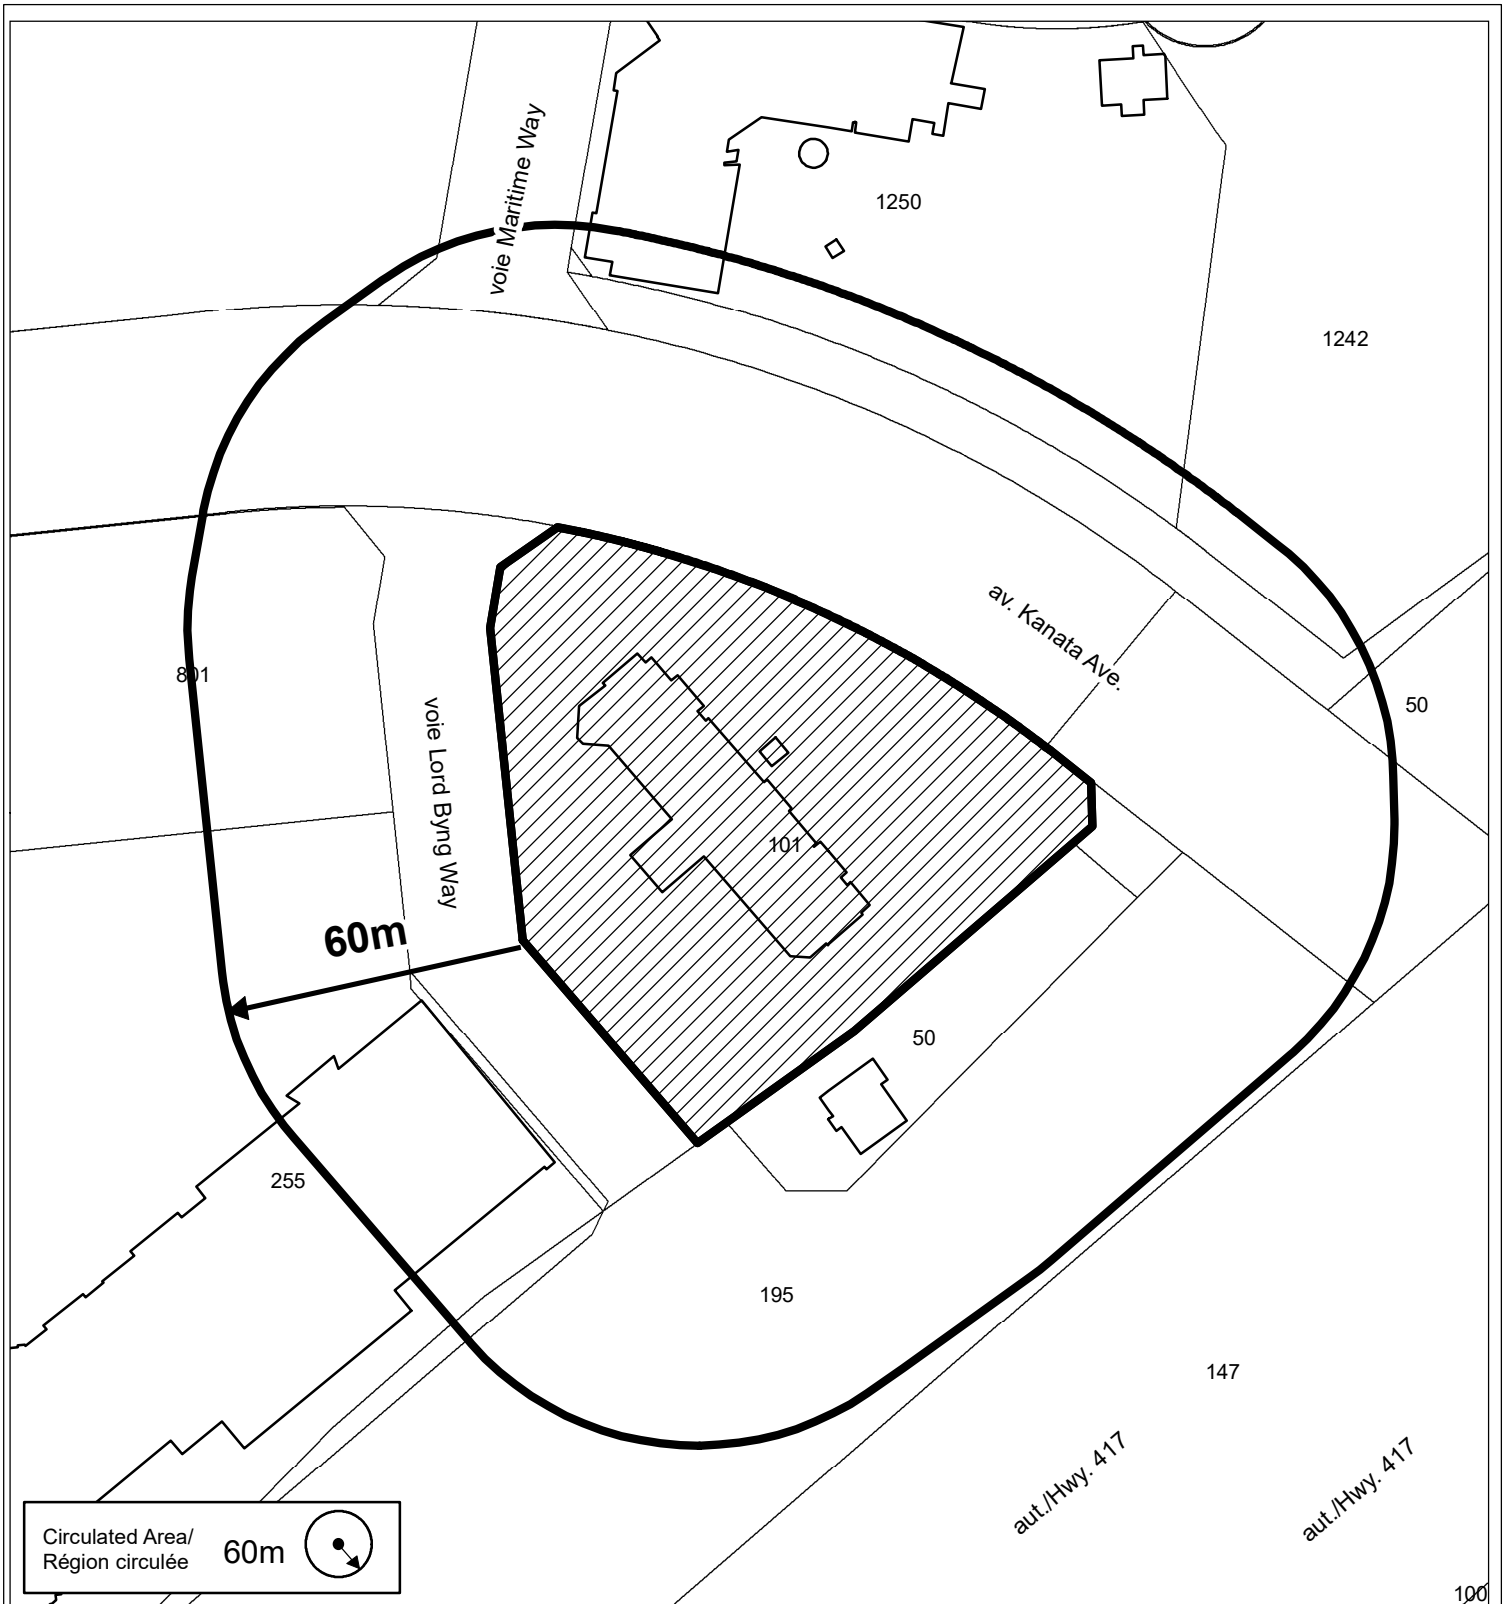 voie Maritime Way
1250
1242
av. Kanata Ave.
801
50
voie Lord Byng Way
101
60m
50
255
195
147
aut./Hwy. 417
aut./Hwy. 417
Circulated Area/
Région circulée
60m
100